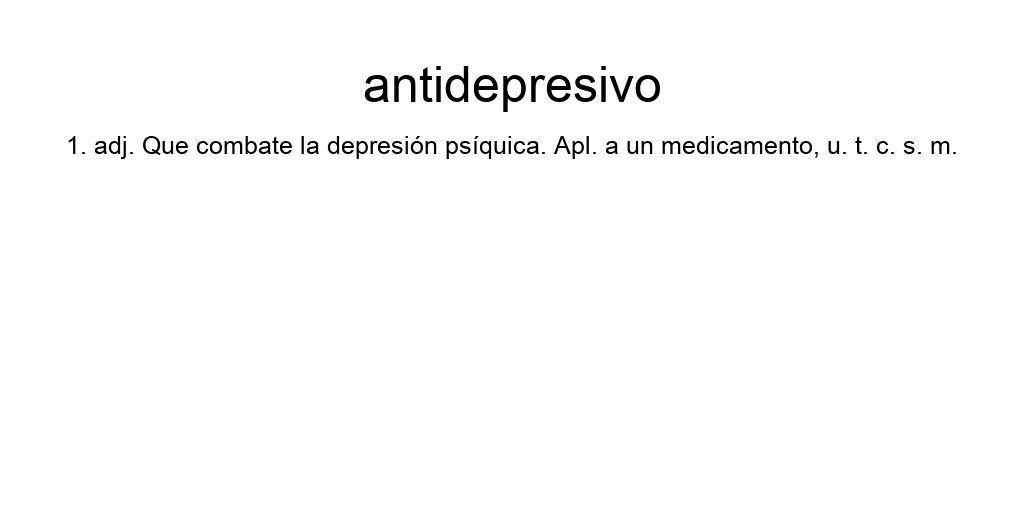 antidepresivo
1. adj. Que combate la depresión psíquica. Apl. a un medicamento, u. t. c. s. m.